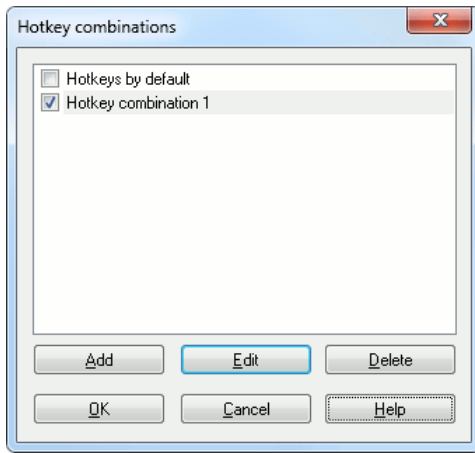 Hotkey combinations
Hotkeys by default
Hotkey combination 1
Add Edit Delete
OK Cancel Help